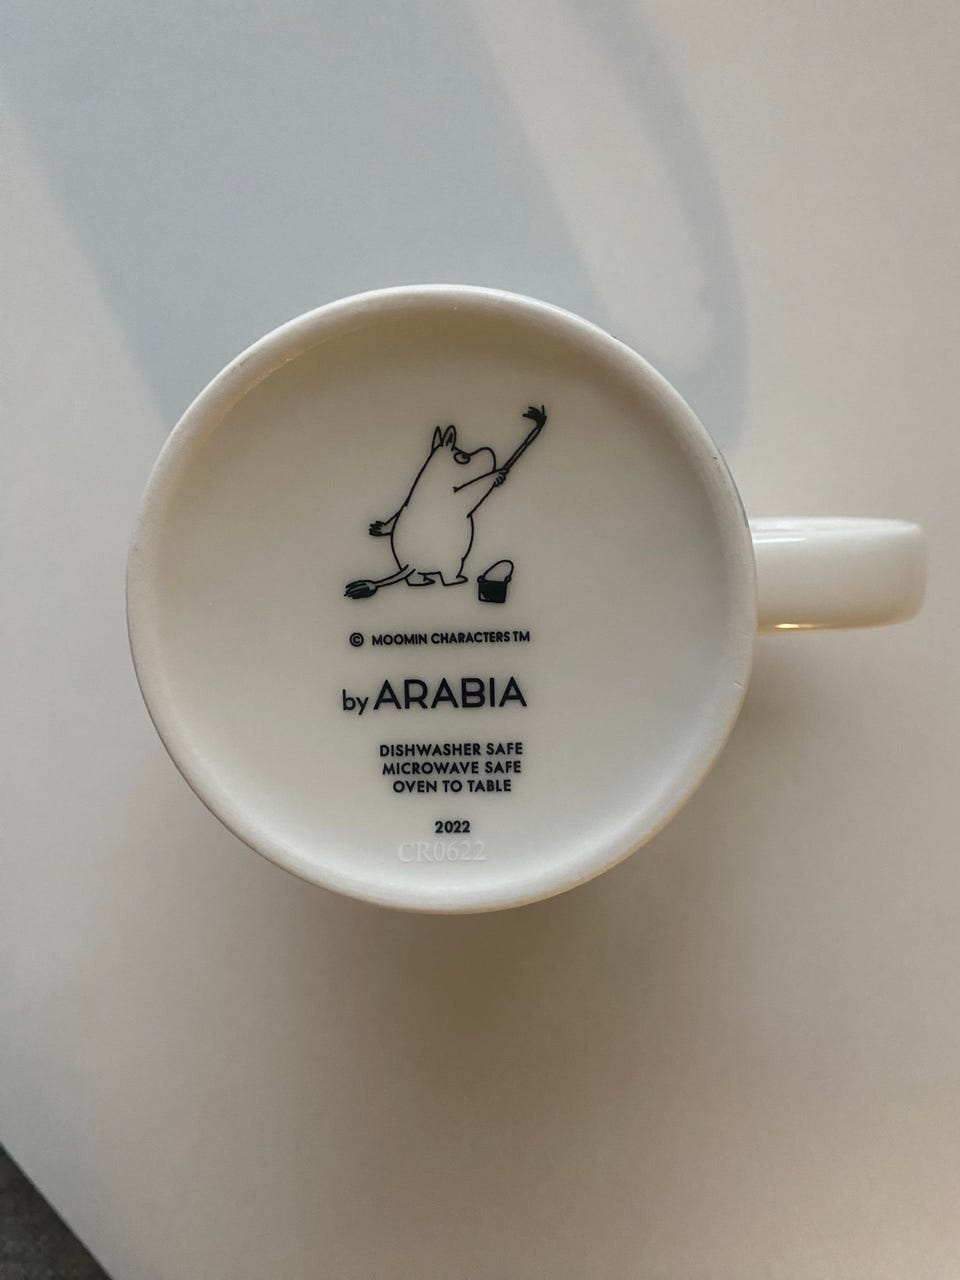 © MOOMIN CHARACTERS TM
by ARABIA
DISHWASHER SAFE
MICROWAVE SAFE
OVEN TO TABLE
2022
CR0622